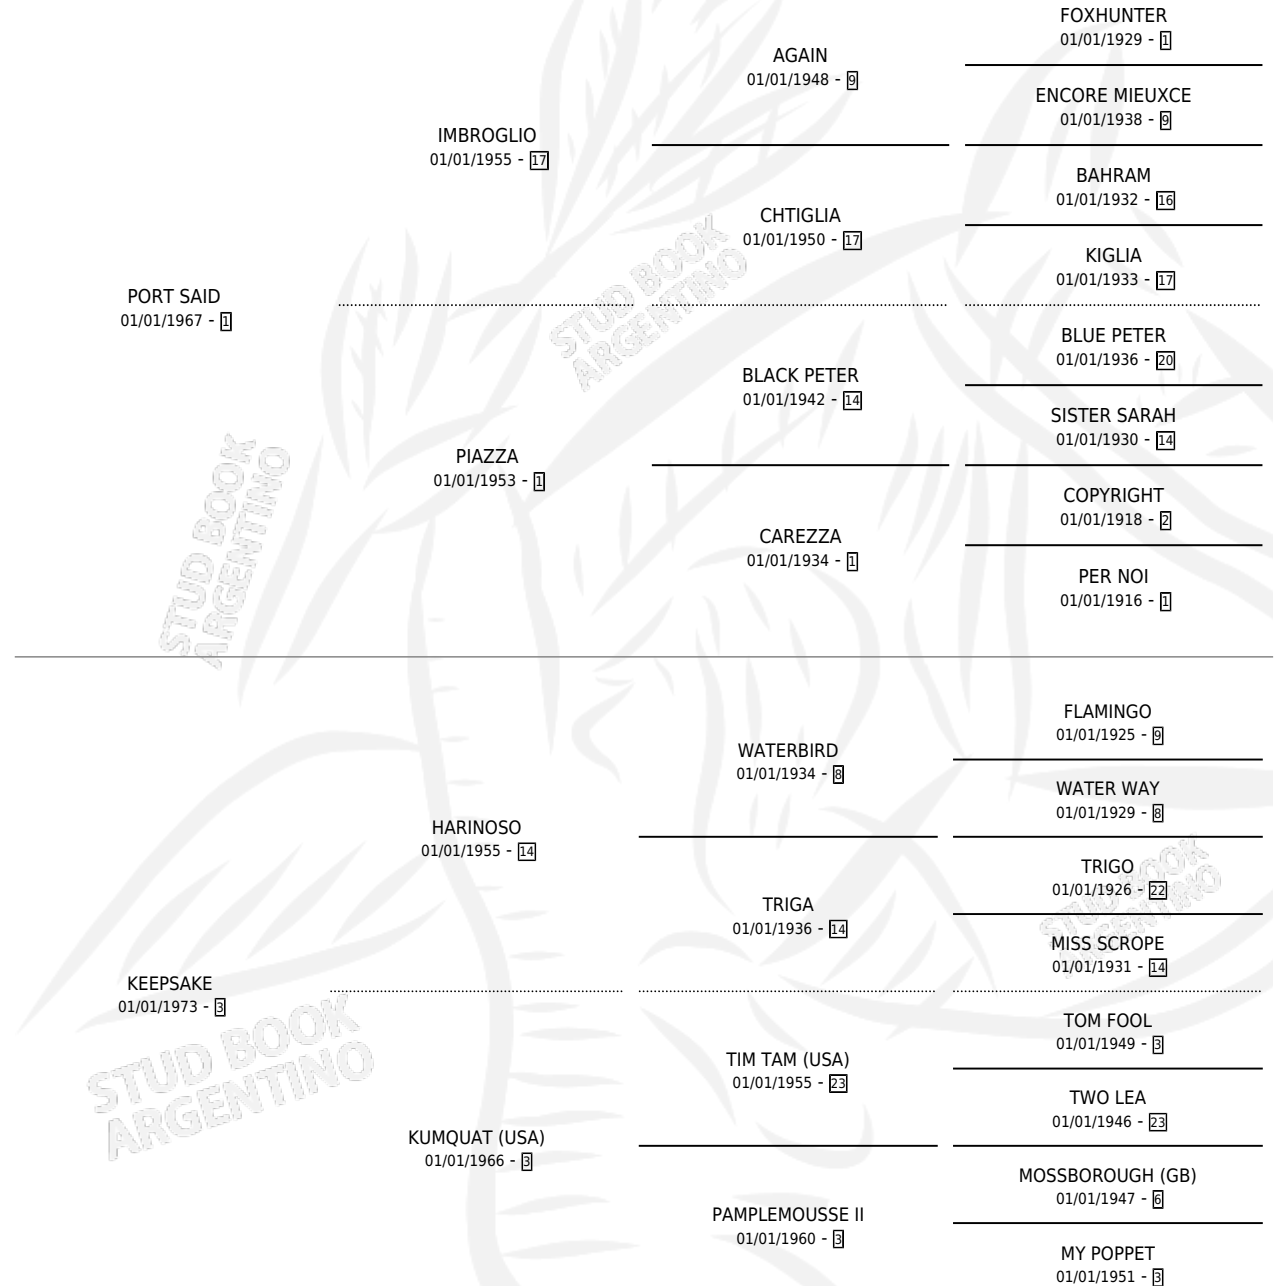 FOXHUNTER
01/01/1929 - 1
AGAIN
01/01/1948 - 9
ENCORE MIEUXCE
01/01/1938 - 9
IMBROGLIO
01/01/1955 - 17
BAHRAM
01/01/1932 - 16
CHTIGLIA
01/01/1950 - 17
KIGLIA
01/01/1933 - 17
PORT SAID
01/01/1967 - 1
STUD BOOK
ARGENTINO
BLUE PETER
01/01/1936 - 20
BLACK PETER
01/01/1942 - 14
SISTER SARAH
01/01/1930 - 14
PIAZZA
01/01/1953 - 1
COPYRIGHT
01/01/1918 - 2
CAREZZA
01/01/1934 - 1
PER NOI
01/01/1916 - 1
STUD BOOK
ARGENTINO
FLAMINGO
01/01/1925 - 9
WATERBIRD
01/01/1934 - 8
WATER WAY
01/01/1929 - 8
HARINOSO
01/01/1955 - 14
TRIGO
01/01/1926 - 22
TRIGA
01/01/1936 - 14
MISS SCROPE
01/01/1931 - 14
STUD BOOK
ARGENTINO
KEEPSAKE
01/01/1973 - 3
TOM FOOL
01/01/1949 - 3
TIM TAM (USA)
01/01/1955 - 23
TWO LEA
01/01/1946 - 23
STUD BOOK
ARGENTINO
KUMQUAT (USA)
01/01/1966 - 3
MOSSBOROUGH (GB)
01/01/1947 - 6
PAMPLEMOUSSE II
01/01/1960 - 3
MY POPPET
01/01/1951 - 3